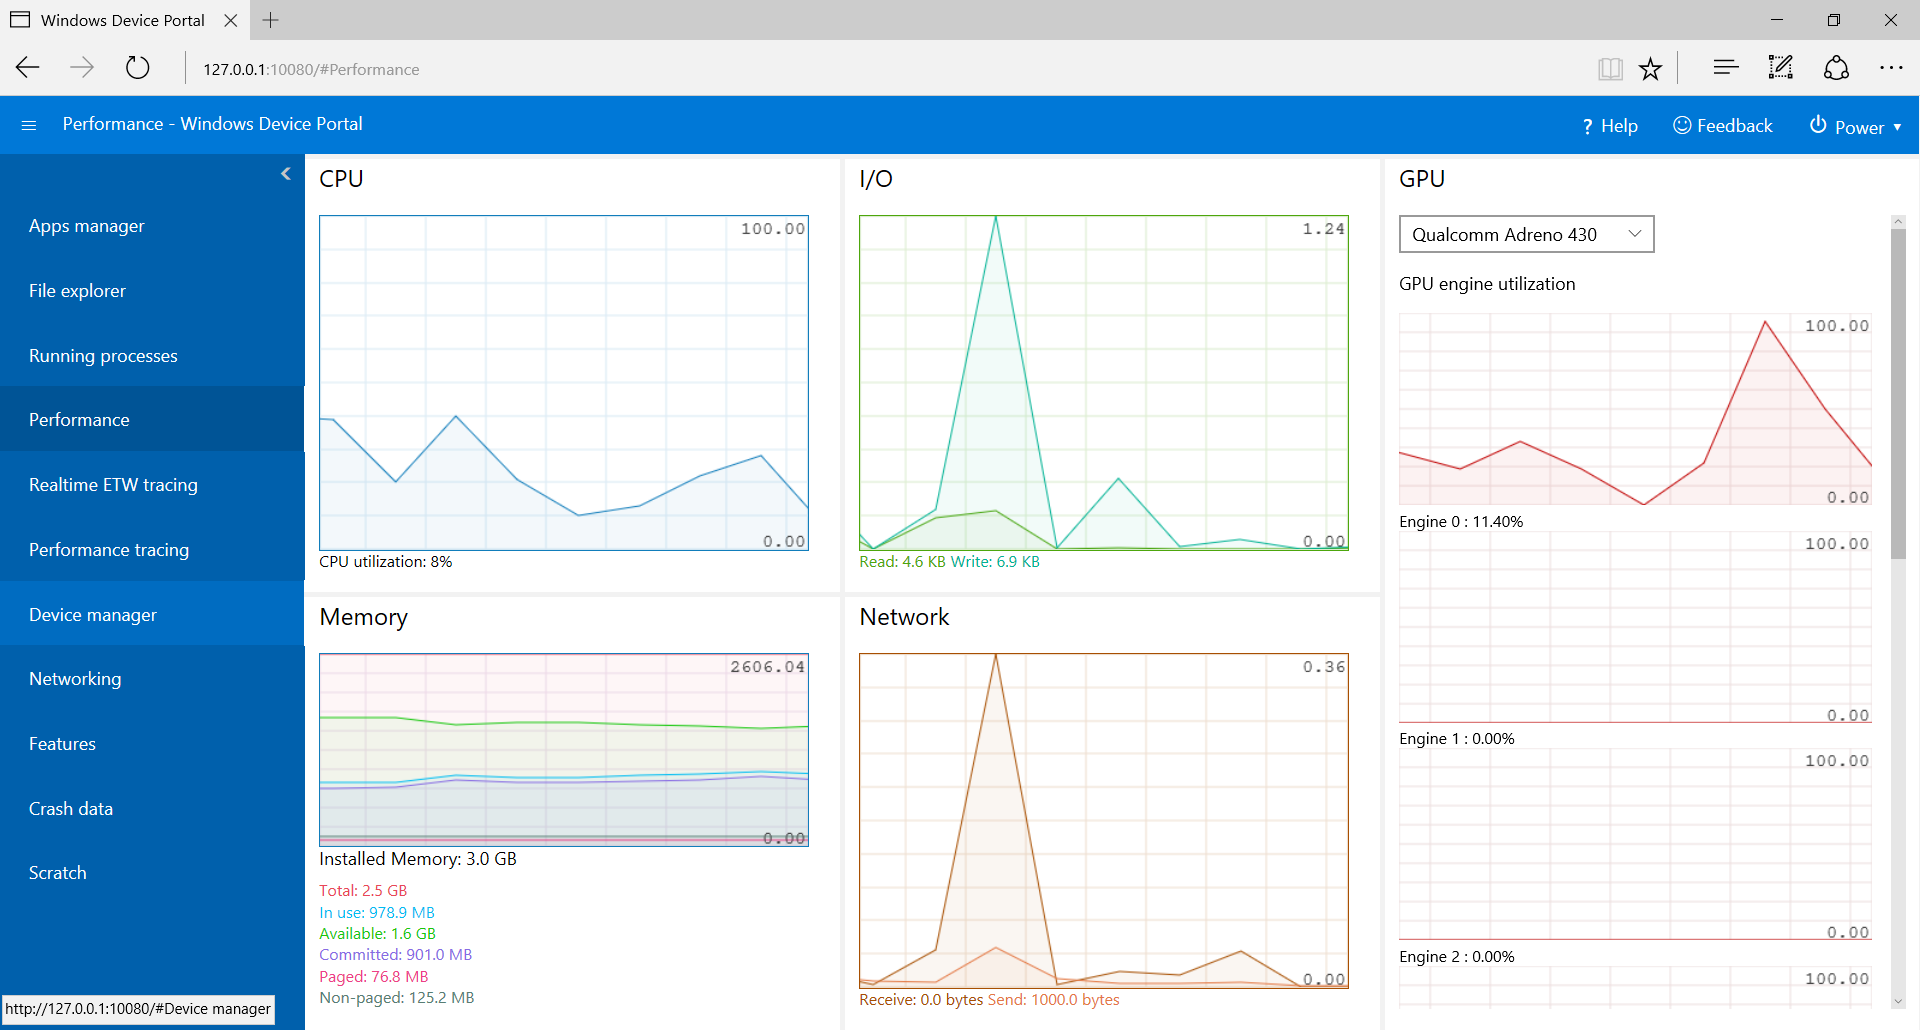 Windows Device Portal
127.0.0.1:10080/#Performance
Performance - Windows Device Portal
? Help
Feedback
Power
Apps manager
File explorer
Running processes
Performance
Realtime ETW tracing
Performance tracing
Device manager
Networking
Features
Crash data
Scratch
http://127.0.0.1:10080/#Device manager
CPU
100.00
0.00
CPU utilization: 8%
I/O
1.24
0.00
Read: 4.6 KB Write: 6.9 KB
Memory
2606.04
0.00
Installed Memory: 3.0 GB
Total: 2.5 GB
In use: 978.9 MB
Available: 1.6 GB
Committed: 901.0 MB
Paged: 76.8 MB
Non-paged: 125.2 MB
Network
0.36
0.00
Receive: 0.0 bytes Send: 1000.0 bytes
GPU
Qualcomm Adreno 430
GPU engine utilization
100.00
0.00
Engine 0 : 11.40%
100.00
0.00
Engine 1 : 0.00%
100.00
0.00
Engine 2 : 0.00%
100.00